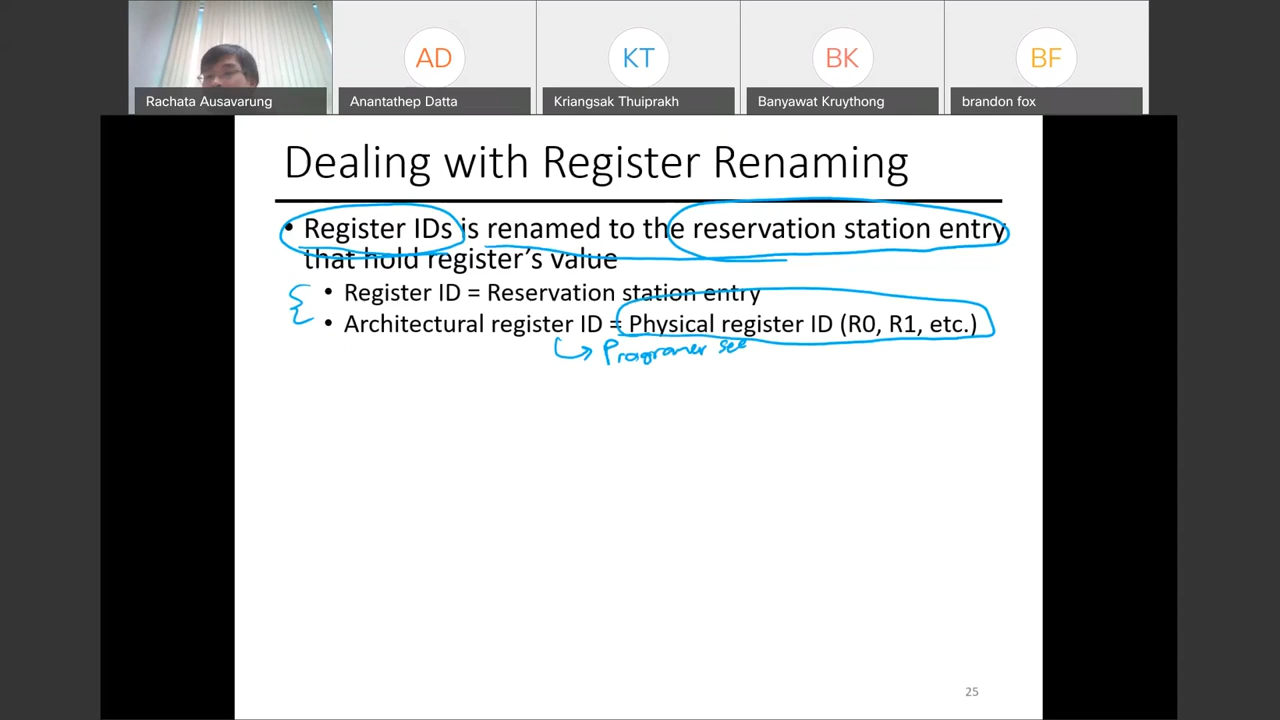 AD
KT
BK
BF
Rachata Ausavarung
Anantathep Datta
Kriangsak Thuiprakh
Banyawat Kruythong
brandon fox
Dealing with Register Renaming
• Register IDs is renamed to the reservation station entry
that hold register's value
• Register ID = Reservation station entry
• Architectural register ID = Physical register ID (R0, R1, etc.)
Programer see
25